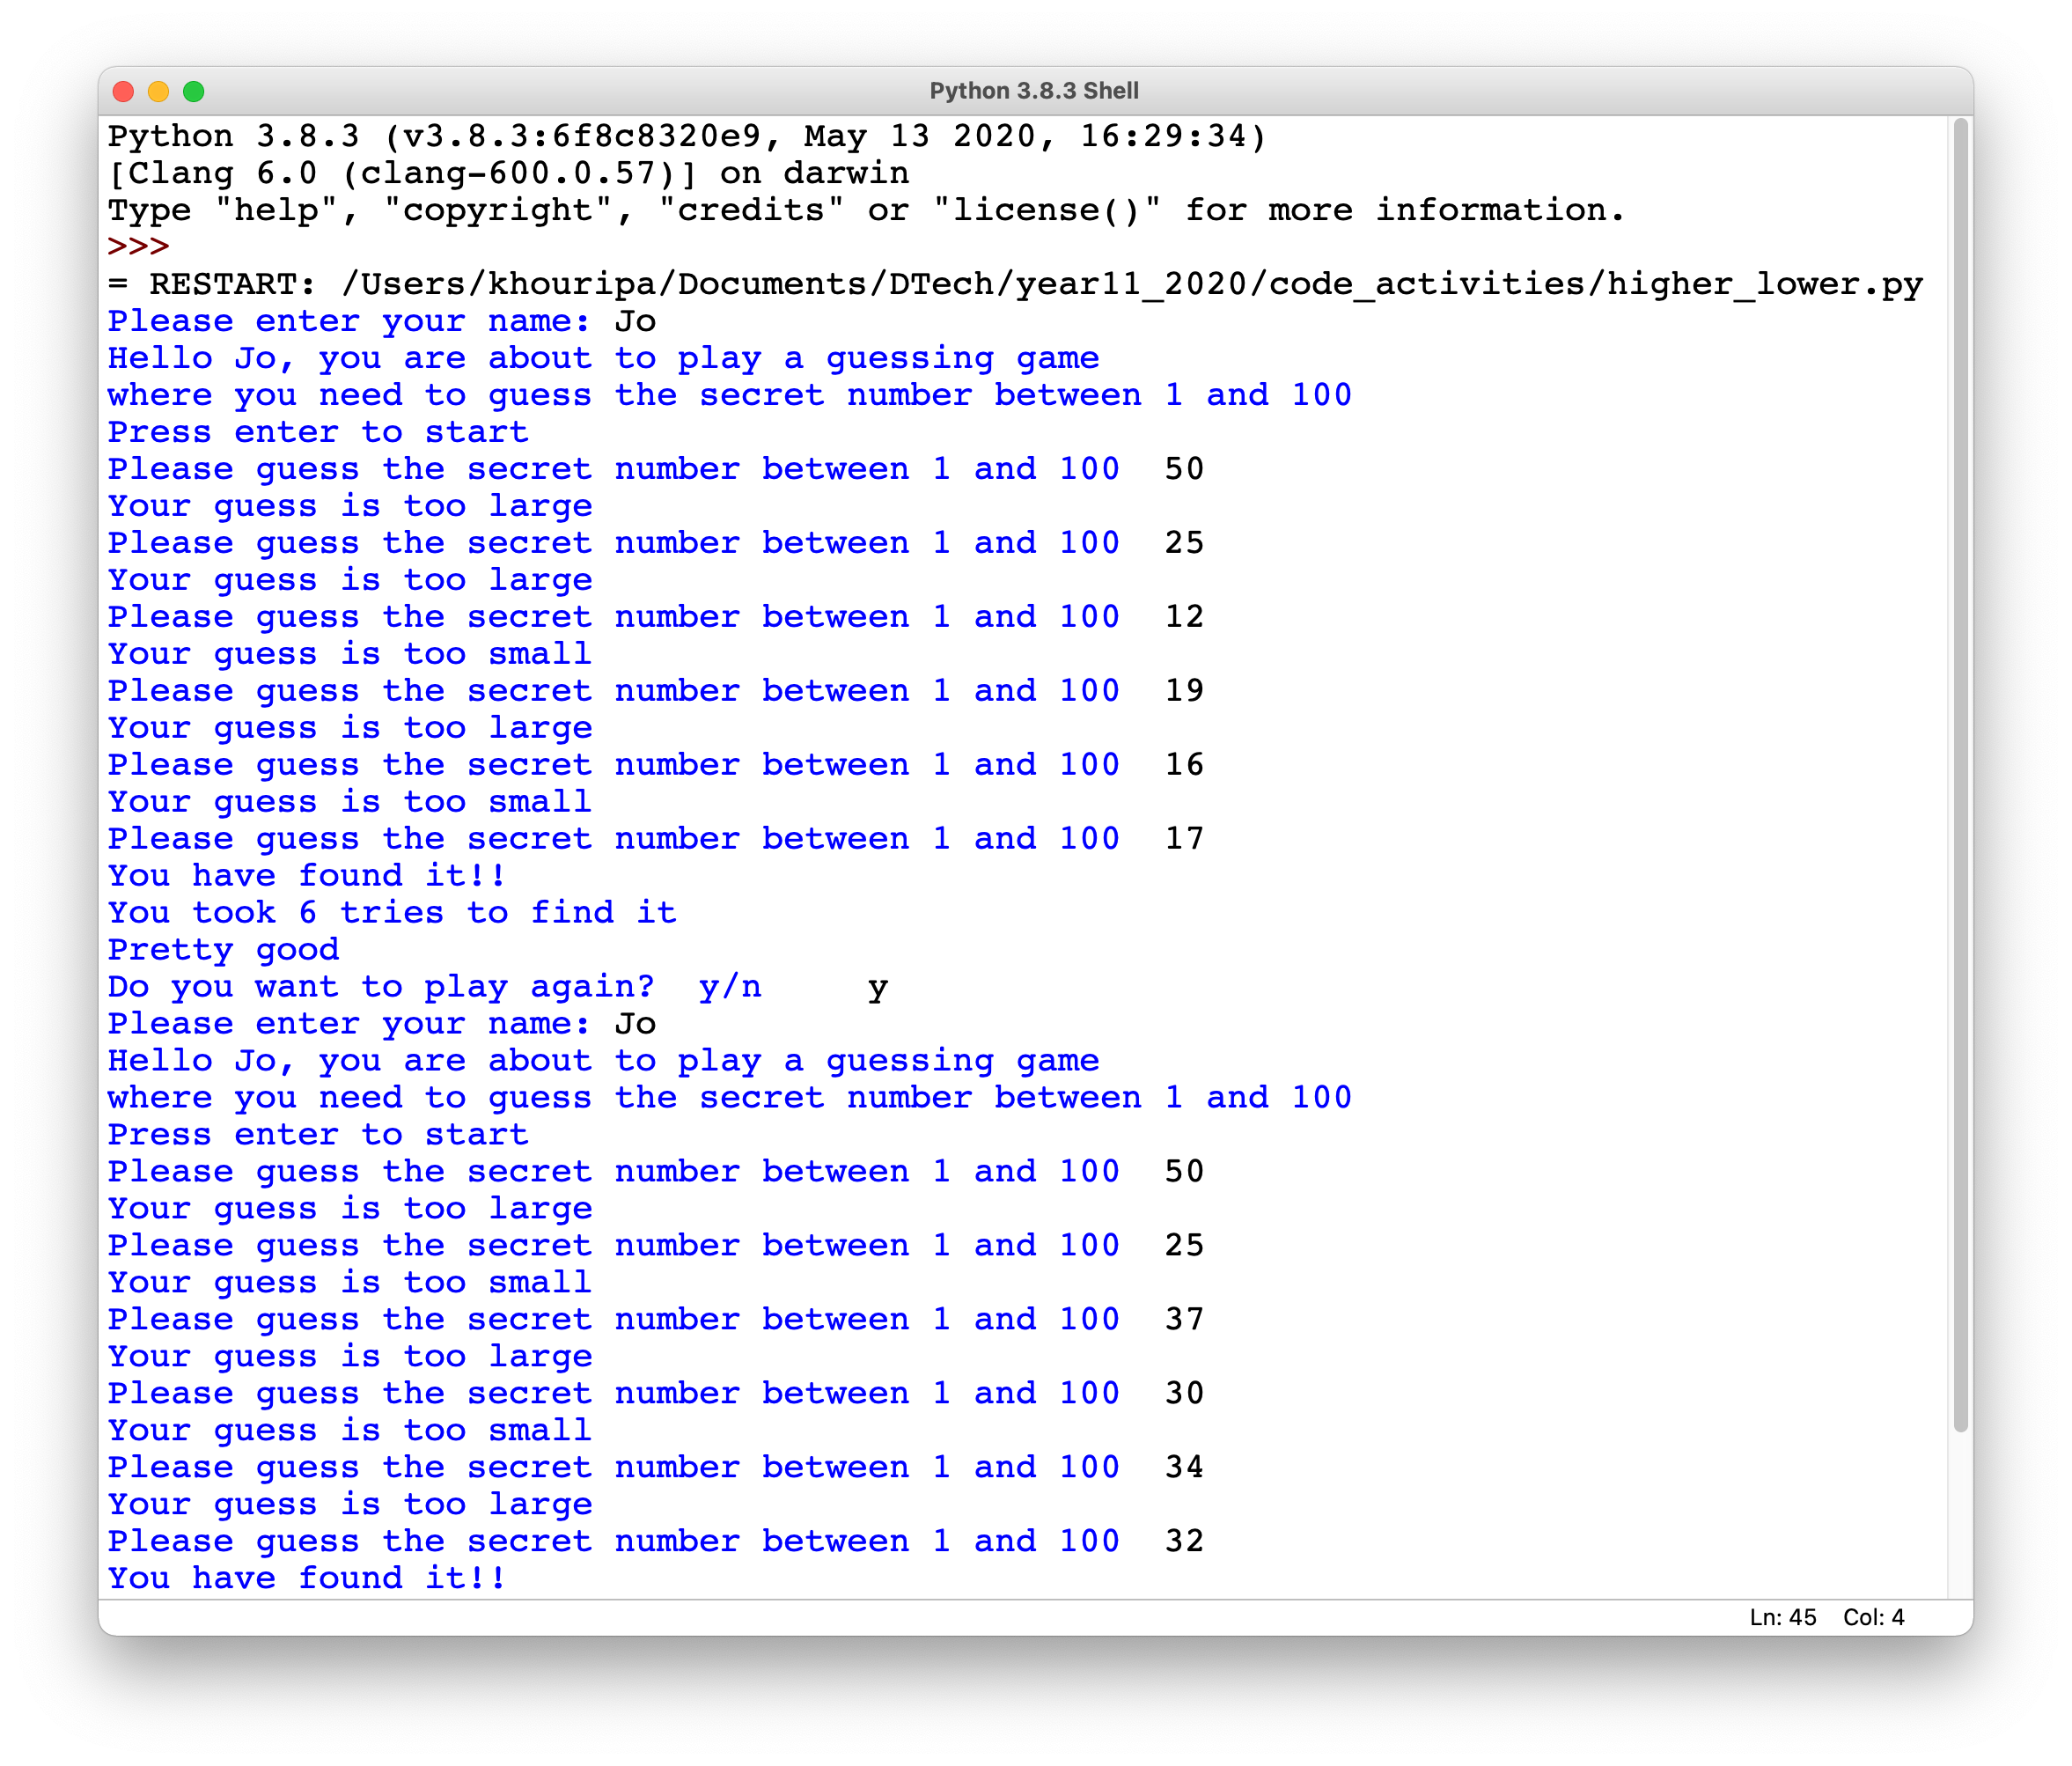 Python 3.8.3 Shell
Python 3.8.3 (v3.8.3:6f8c8320e9, May 13 2020, 16:29:34)
[Clang 6.0 (clang-600.0.57)] on darwin
Type "help", "copyright", "credits" or "license()" for more information.
>>>
= RESTART: /Users/khouripa/Documents/DTech/year11_2020/code_activities/higher_lower.py
Please enter your name: Jo
Hello Jo, you are about to play a guessing game
where you need to guess the secret number between 1 and 100
Press enter to start
Please guess the secret number between 1 and 100  50
Your guess is too large
Please guess the secret number between 1 and 100  25
Your guess is too large
Please guess the secret number between 1 and 100  12
Your guess is too small
Please guess the secret number between 1 and 100  19
Your guess is too large
Please guess the secret number between 1 and 100  16
Your guess is too small
Please guess the secret number between 1 and 100  17
You have found it!!
You took 6 tries to find it
Pretty good
Do you want to play again?  y/n     y
Please enter your name: Jo
Hello Jo, you are about to play a guessing game
where you need to guess the secret number between 1 and 100
Press enter to start
Please guess the secret number between 1 and 100  50
Your guess is too large
Please guess the secret number between 1 and 100  25
Your guess is too small
Please guess the secret number between 1 and 100  37
Your guess is too large
Please guess the secret number between 1 and 100  30
Your guess is too small
Please guess the secret number between 1 and 100  34
Your guess is too large
Please guess the secret number between 1 and 100  32
You have found it!!
Ln: 45  Col: 4